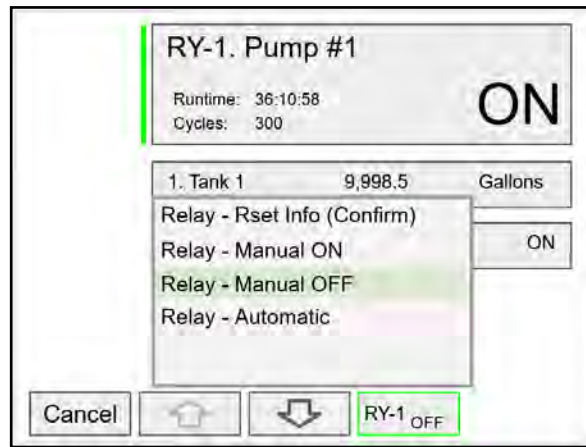 RY-1. Pump #1
Runtime: 36:10:58
Cycles: 300
ON
1. Tank 1 9,998.5 Gallons
Relay - Rset Info (Confirm)
Relay - Manual ON
ON
Relay - Manual OFF
Relay - Automatic
Cancel
RY-1 OFF